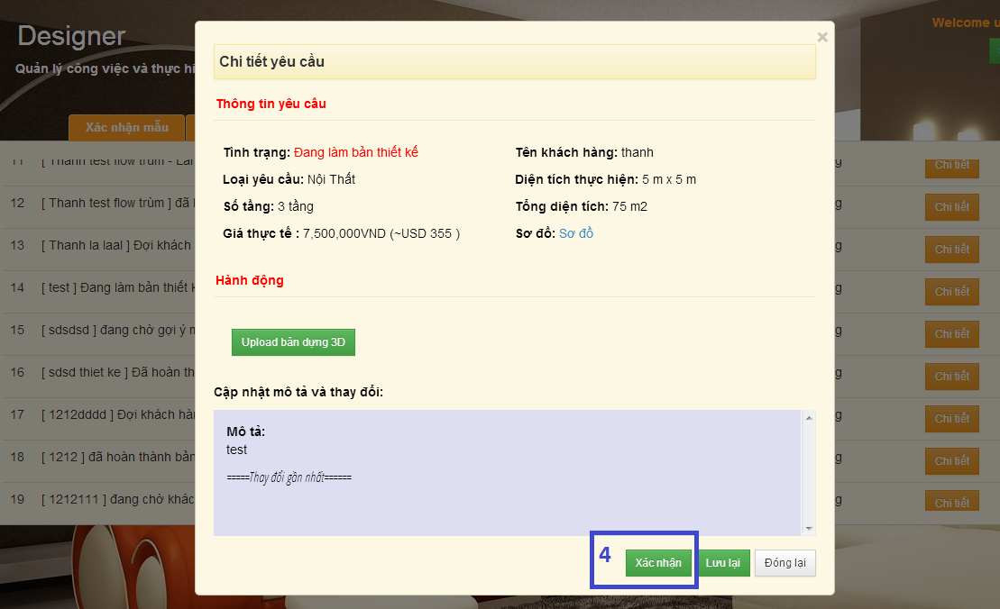 Designer
Welcome u
Quản lý công việc và thực hi
Xác nhận mẫu
×
Chi tiết yêu cầu
Thông tin yêu cầu
Tình trạng: Đang làm bản thiết kế
Tên khách hàng: thanh
Loại yêu cầu: Nội Thất
Diện tích thực hiện: 5 m x 5 m
Số tầng: 3 tầng
Tổng diện tích: 75 m2
Giá thực tế : 7,500,000VND (~USD 355 )
Sơ đồ: Sơ đồ
Hành động
Upload bản dựng 3D
Cập nhật mô tả và thay đổi:
Mô tả:
test
=====Thay đổi gần nhất======
4
Xác nhận
Lưu lại
Đóng lại
11 [ Thanh test flow trùm - Lan g Chi tiết
12 [ Thanh test flow trùm ] đã g Chi tiết
13 [ Thanh la laal ] Đợi khách g Chi tiết
14 [ test ] Đang làm bản thiết k g Chi tiết
15 [ sdsdsd ] đang chờ gợi ý m g Chi tiết
16 [ sdsd thiet ke ] Đã hoàn th g Chi tiết
17 [ 1212dddd ] Đợi khách hàn g Chi tiết
18 [ 1212 ] đã hoàn thành bản g Chi tiết
19 [ 1212111 ] đang chờ khác g Chi tiết